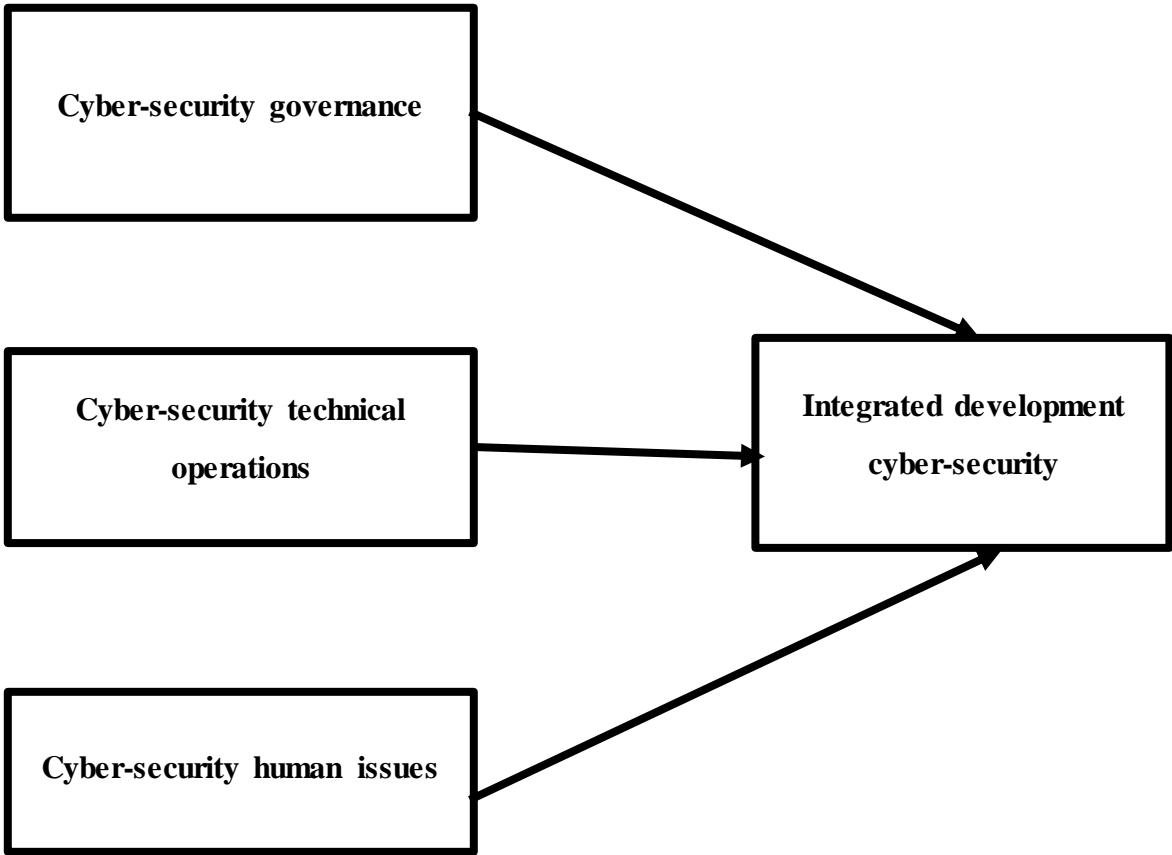 Cyber-security governance
Cyber-security technical
operations
Integrated development
cyber-security
Cyber-security human issues